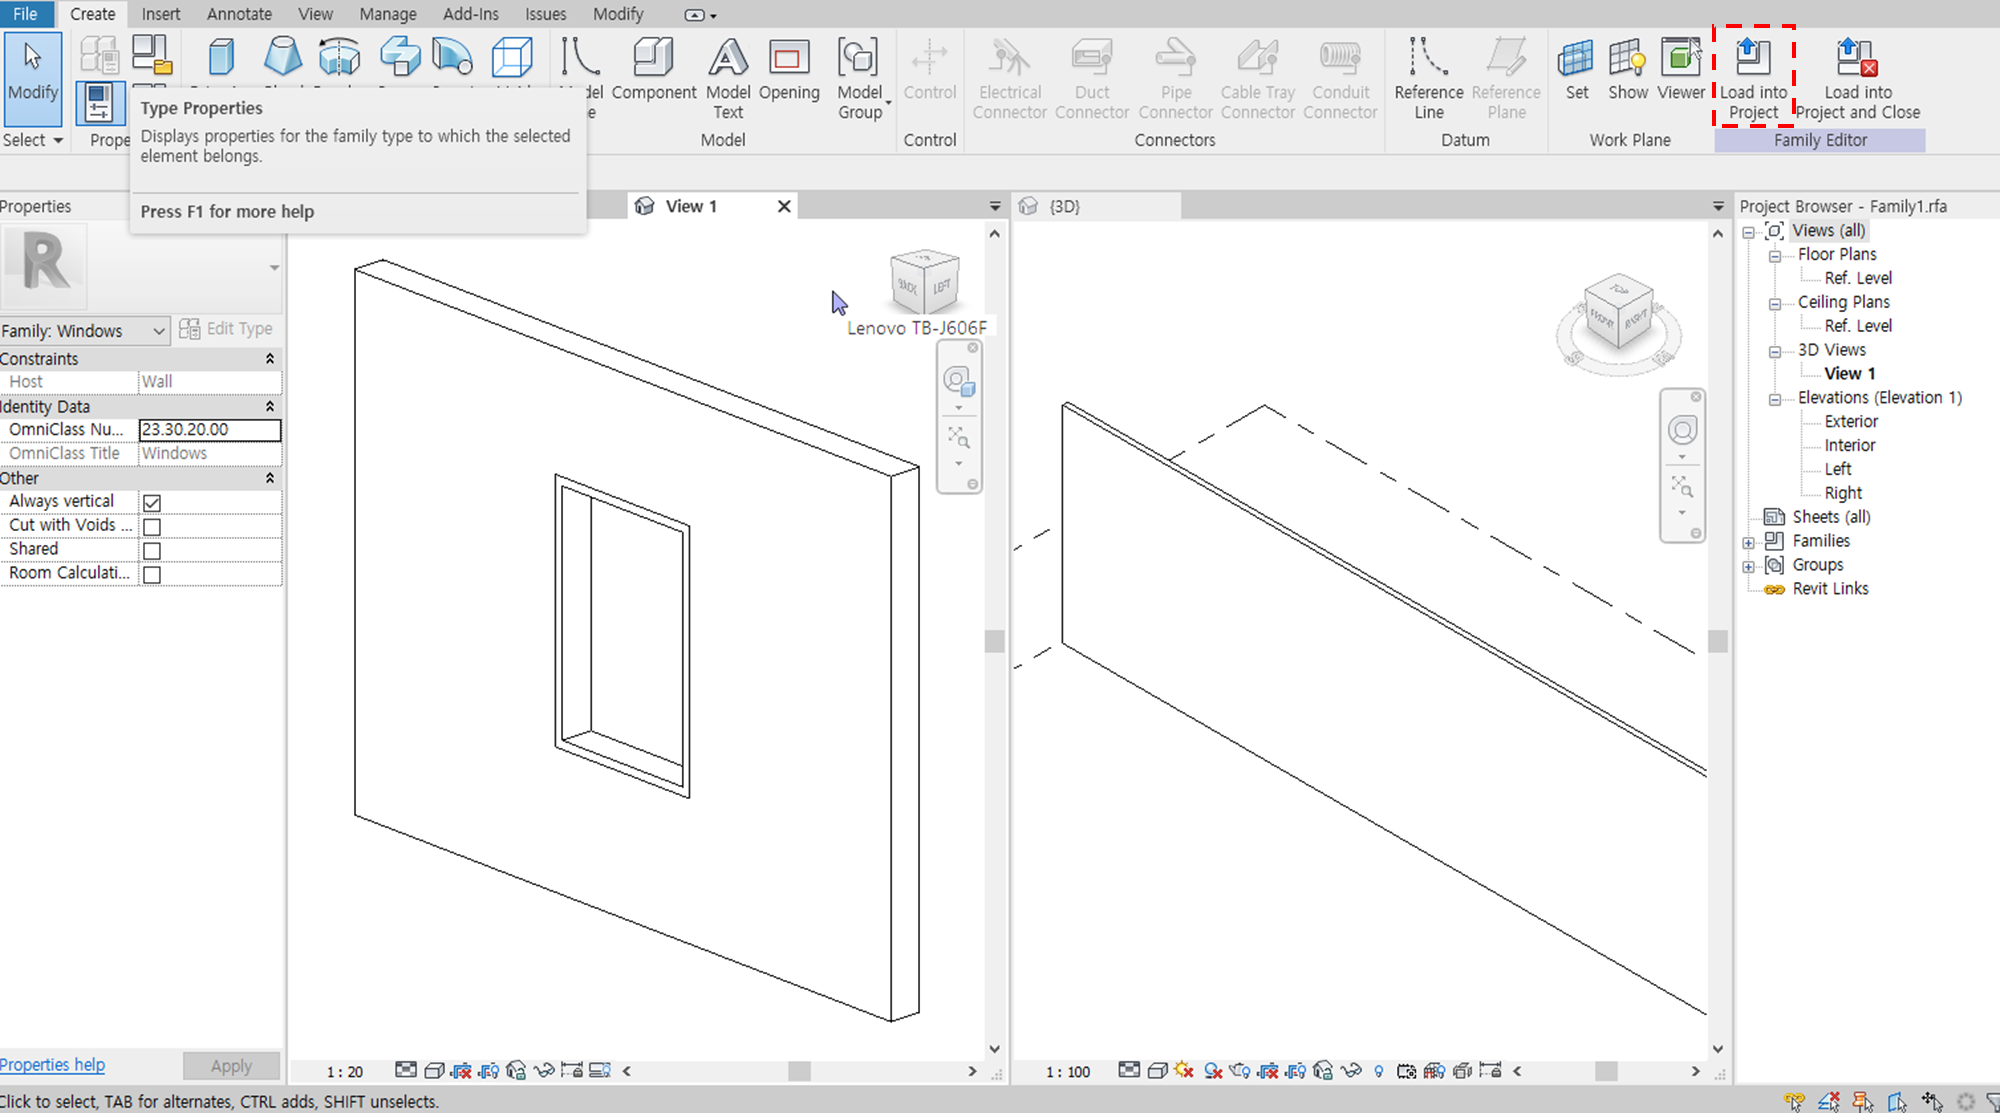 File Create Insert Annotate View Manage Add-Ins Issues Modify
Modify
Component
Model
Text
Opening
Model
Group
Control
Electrical
Connector
Duct
Connector
Pipe
Connector
Cable Tray
Connector
Conduit
Connector
Reference
Line
Reference
Plane
Set
Show
Viewer
Load into
Project
Load into
Project and Close
Select
Prope
Model
Control
Connectors
Datum
Work Plane
Family Editor
Type Properties
Displays properties for the family type to which the selected
element belongs.
Press F1 for more help
Properties
R
Family: Windows
Edit Type
Constraints
Host Wall
Identity Data
OmniClass Nu... 23.30.20.00
OmniClass Title Windows
Other
Always vertical
Cut with Voids ...
Shared
Room Calculati...
Properties help
Apply
View 1
BACK LEFT
Lenovo TB-J606F
1 : 20
{3D}
TOP
FRONT RIGHT
1 : 100
Project Browser - Family1.rfa
Views (all)
Floor Plans
Ref. Level
Ceiling Plans
Ref. Level
3D Views
View 1
Elevations (Elevation 1)
Exterior
Interior
Left
Right
Sheets (all)
Families
Groups
Revit Links
Click to select, TAB for alternates, CTRL adds, SHIFT unselects.